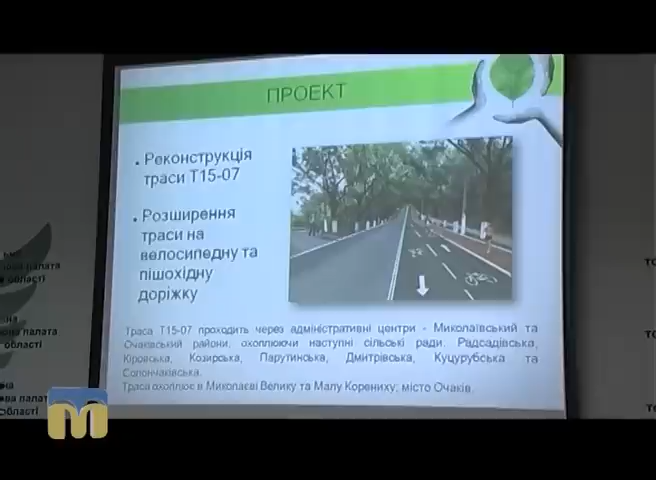 ПРОЕКТ
Реконструкція
траси Т15-07
Розширення
траси на
велосипедну та
пішохідну
доріжку
Траса Т15-07 проходить через адміністративні центри - Миколаївський та
Очаківський райони, охоплюючи наступні сільські ради. Радсадівська,
Кіровська, Козирська, Парутинська, Дмитрівська, Куцурубська та
Солончаківська.
Траса охоплює в Миколаєві Велику та Малу Корениху, місто Очаків.
палата
області
палата
області
палат
області